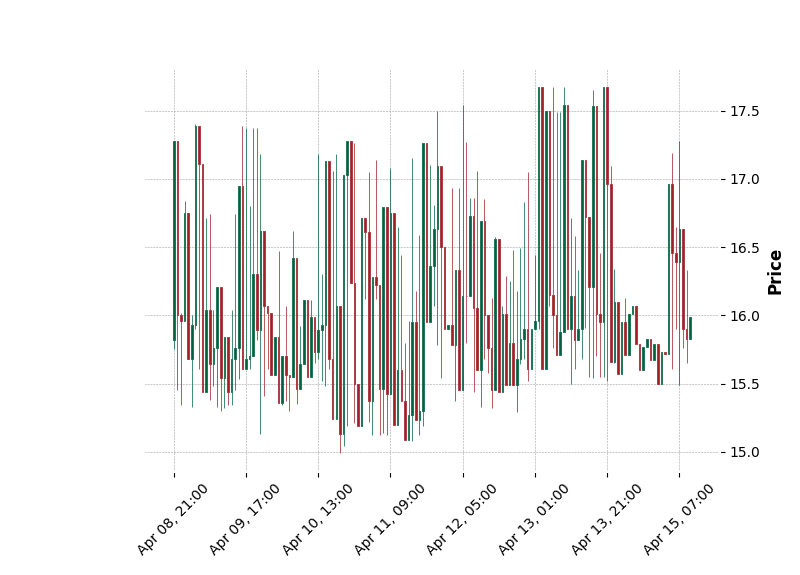 17.5
17.0
16.5
16.0
15.5
15.0
Price
Apr 08, 21:00
Apr 09, 17:00
Apr 10, 13:00
Apr 11, 09:00
Apr 12, 05:00
Apr 13, 01:00
Apr 13, 21:00
Apr 15, 07:00